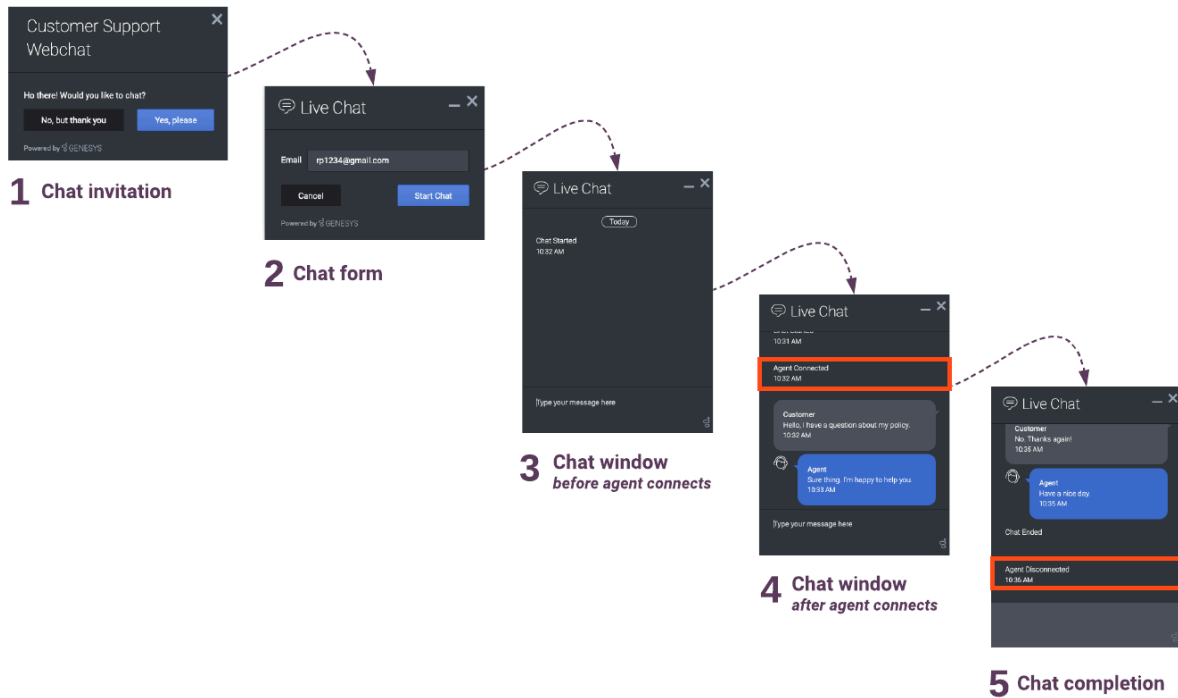 Customer Support
Webchat
Ho there! Would you like to chat?
No, but thank you
Yes, please
Powered by GENESYS
1 Chat invitation
Live Chat
Email rp1234@gmail.com
Cancel
Start Chat
Powered by GENESYS
2 Chat form
Live Chat
Today
Chat Started
10:32 AM
Type your message here
3 Chat window
before agent connects
Live Chat
Chat Started
10:31 AM
Agent Connected
10:32 AM
Customer
Hello, I have a question about my policy.
10:32 AM
Agent
Sure thing. I'm happy to help you.
10:33 AM
Type your message here
4 Chat window
after agent connects
Live Chat
Customer
No. Thanks again!
10:35 AM
Agent
Have a nice day.
10:35 AM
Chat Ended
Agent Disconnected
10:36 AM
5 Chat completion